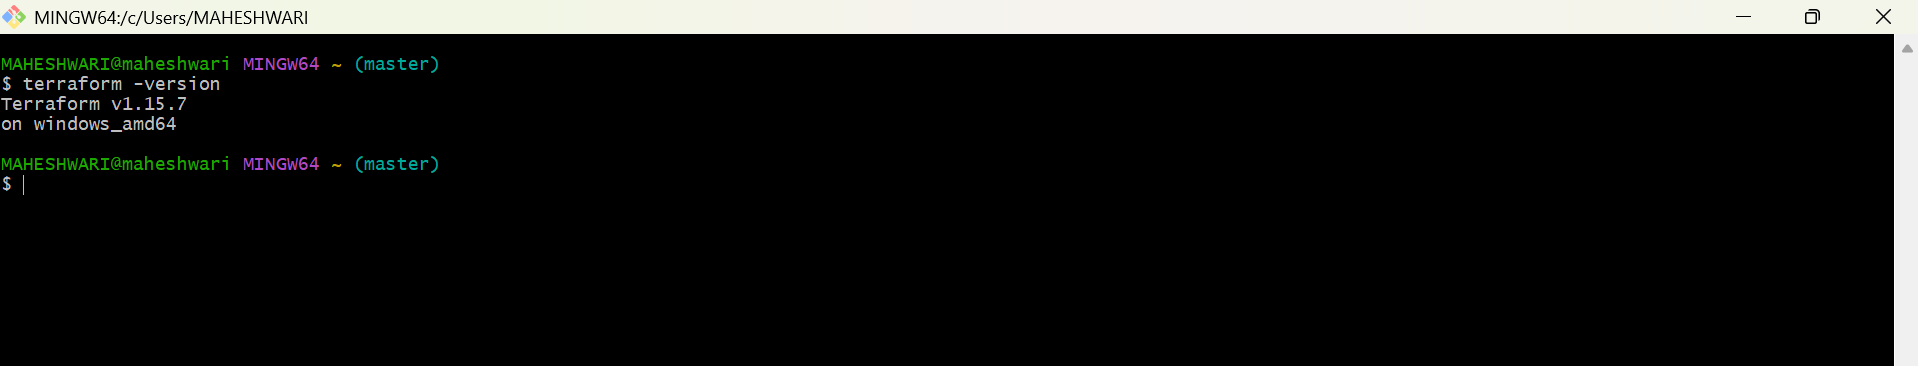 MINGW64:/c/Users/MAHESHWARI
MAHESHWARI@maheshwari MINGW64 ~ (master)
$ terraform -version
Terraform v1.15.7
on windows_amd64
MAHESHWARI@maheshwari MINGW64 ~ (master)
$